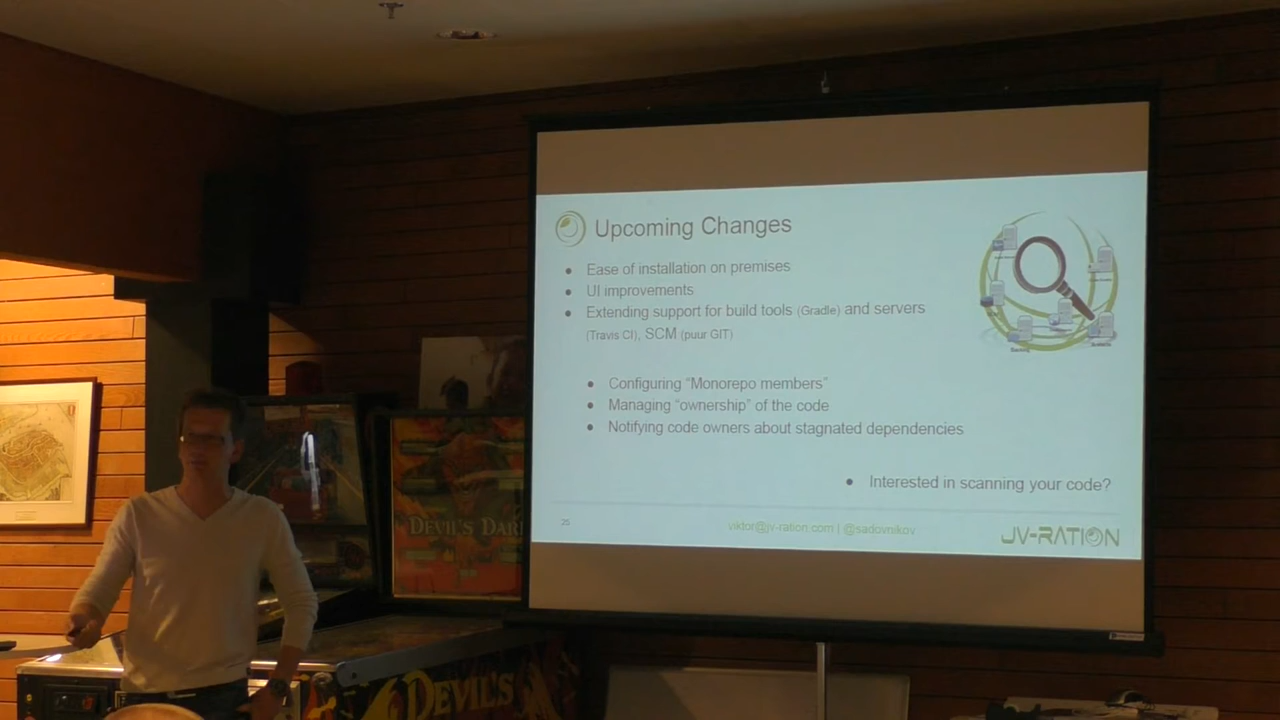 Upcoming Changes
Ease of installation on premises
UI improvements
Extending support for build tools (Gradle) and servers
(Travis CI), SCM (puur GIT)
Configuring “Monorepo members”
Managing “ownership” of the code
Notifying code owners about stagnated dependencies
Interested in scanning your code?
25
viktor@jv-ration.com | @sadovnikov
JV-RATION
DEVIL'S DAR
DEVIL'S